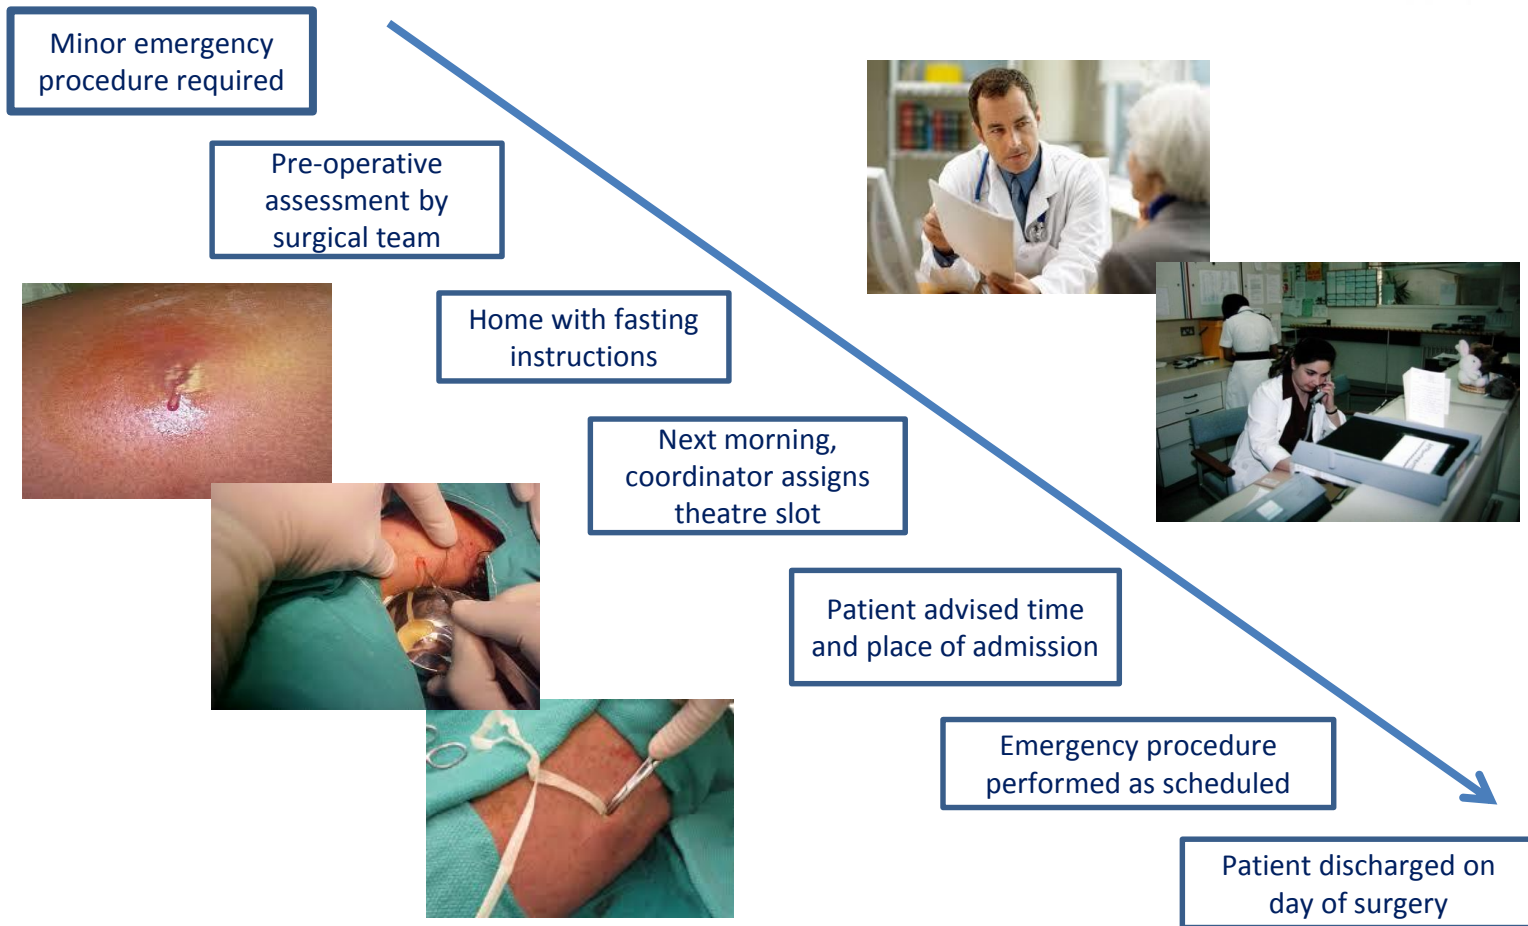 Minor emergency
procedure required
Pre-operative
assessment by
surgical team
Home with fasting
instructions
Next morning,
coordinator assigns
theatre slot
Patient advised time
and place of admission
Emergency procedure
performed as scheduled
Patient discharged on
day of surgery